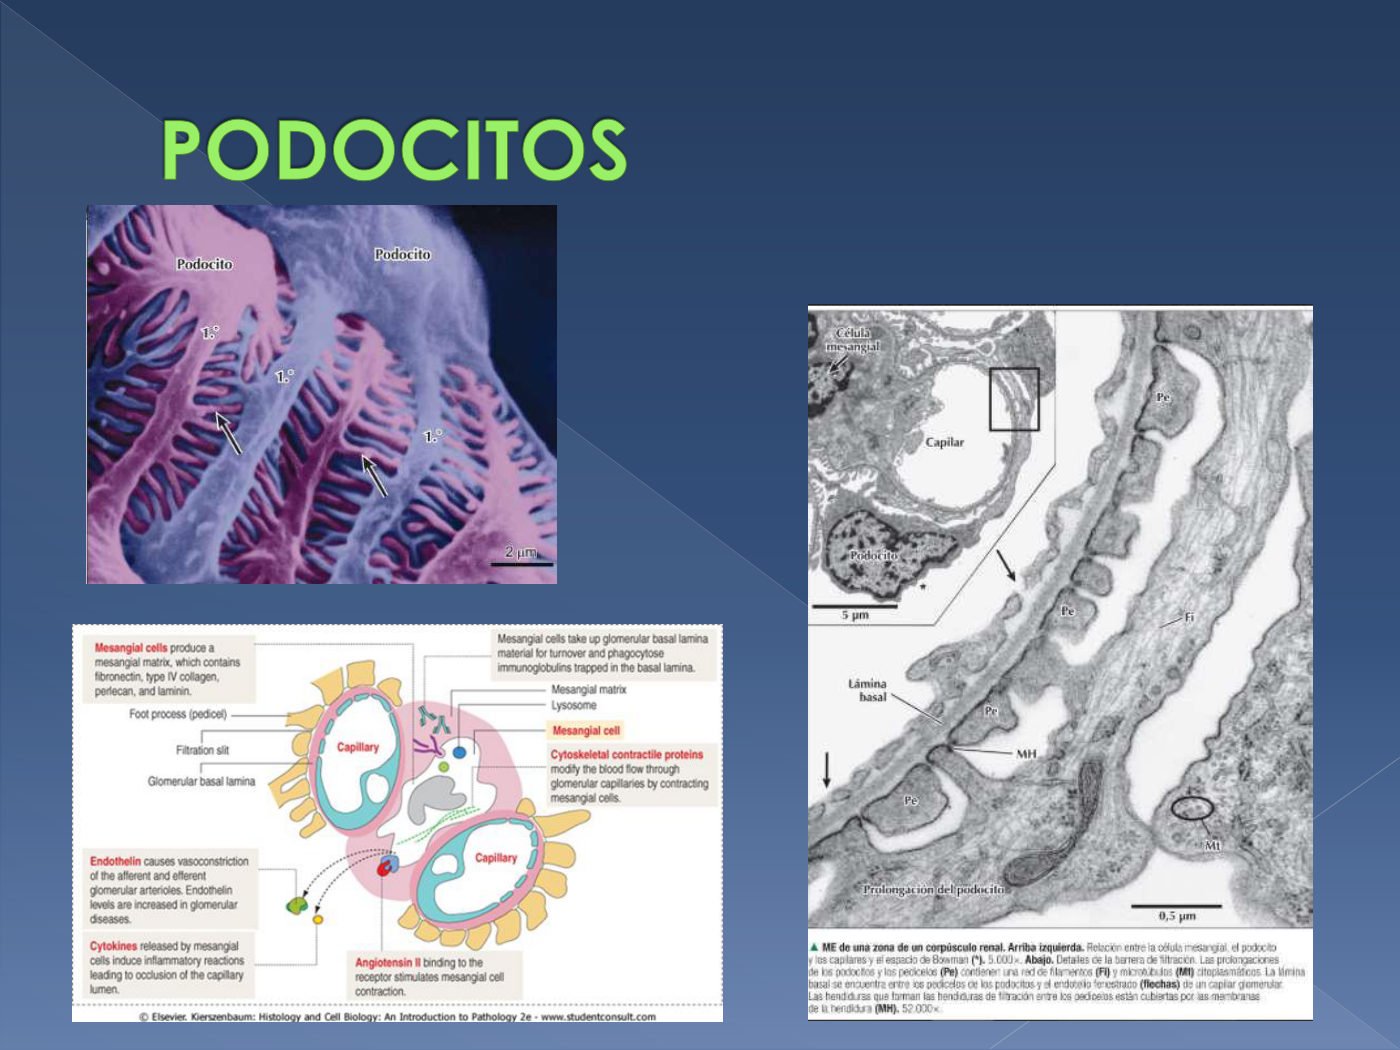 PODOCITOS
Podocito
Podocito
1.°
1.°
1.°
2 µm
Mesangial cells produce a
mesangial matrix, which contains
fibronectin, type IV collagen,
perlecan, and laminin.
Mesangial cells take up glomerular basal lamina
material for turnover and phagocytose
immunoglobulins trapped in the basal lamina.
Foot process (pedicel)
Filtration slit
Glomerular basal lamina
Capillary
Mesangial matrix
Lysosome
Mesangial cell
Cytoskeletal contractile proteins
modify the blood flow through
glomerular capillaries by contracting
mesangial cells.
Capillary
Endothelin causes vasoconstriction
of the afferent and efferent
glomerular arterioles. Endothelin
levels are increased in glomerular
diseases.
Cytokines released by mesangial
cells induce inflammatory reactions
leading to occlusion of the capillary
lumen.
Angiotensin II binding to the
receptor stimulates mesangial cell
contraction.
© Elsevier. Kierszenbaum: Histology and Cell Biology: An Introduction to Pathology 2e - www.studentconsult.com
Célula
mesangial
Capilar
Podocito
*
5 µm
Pe
Pe
Fi
Lámina
basal
Pe
MH
Pe
Mt
Prolongación del podocito
0,5 µm
▲ ME de una zona de un corpúsculo renal. Arriba izquierda. Relación entre la célula mesangial, el podocito
y los capilares y el espacio de Bowman (*). 5.000×. Abajo. Detalles de la barrera de filtración. Las prolongaciones
de los podocitos y los pedicelos (Pe) contienen una red de filamentos (Fi) y microtúbulos (Mt) citoplasmáticos. La lámina
basal se encuentra entre los pedicelos de los podocitos y el endotelio fenestrado (flechas) de un capilar glomerular.
Las hendiduras que forman las hendiduras de filtración entre los pedicelos están cubiertas por las membranas
de la hendidura (MH). 52.000×.